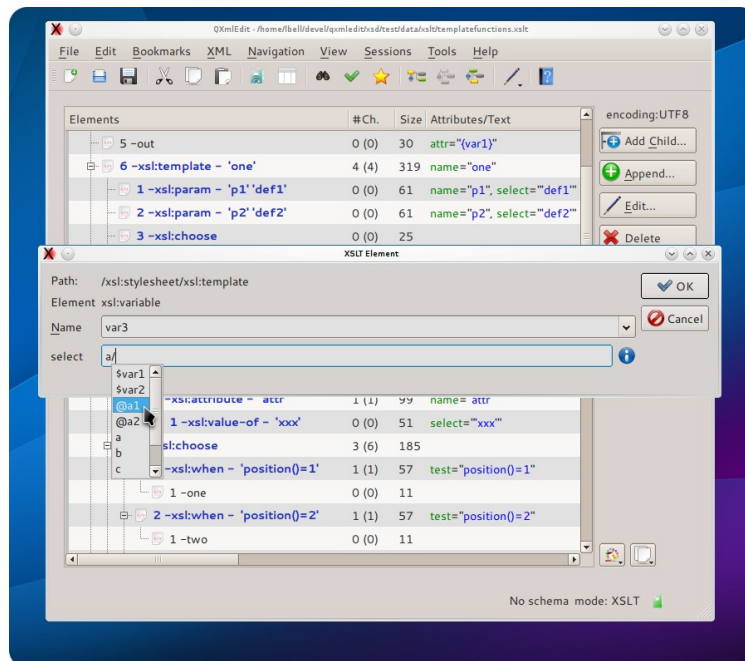 QXmlEdit - /home/lbell/devel/qxmledit/xsd/test/data/xslt/templatefunctions.xslt
File Edit Bookmarks XML Navigation View Sessions Tools Help
Elements #Ch. Size Attributes/Text encoding:UTF8
5 -out 0 (0) 30 attr="{var1}" Add Child...
6 -xsl:template - 'one' 4 (4) 319 name="one" Append...
1 -xsl:param - 'p1' 'def1' 0 (0) 61 name="p1", select="'def1'"
2 -xsl:param - 'p2' 'def2' 0 (0) 61 name="p2", select="'def2'" Edit...
3 -xsl:choose 0 (0) 25 Delete
XSLT Element
Path: /xsl:stylesheet/xsl:template OK
Element xsl:variable
Name var3 Cancel
select a/
$var1
$var2
@a1 -xsl:attribute - attr 1 (1) 99 name= attr
@a2 1 -xsl:value-of - 'xxx' 0 (0) 51 select="'xxx'"
a
b sl:choose 3 (6) 185
c -xsl:when - 'position()=1' 1 (1) 57 test="position()=1"
1 -one 0 (0) 11
2 -xsl:when - 'position()=2' 1 (1) 57 test="position()=2"
1 -two 0 (0) 11
No schema mode: XSLT